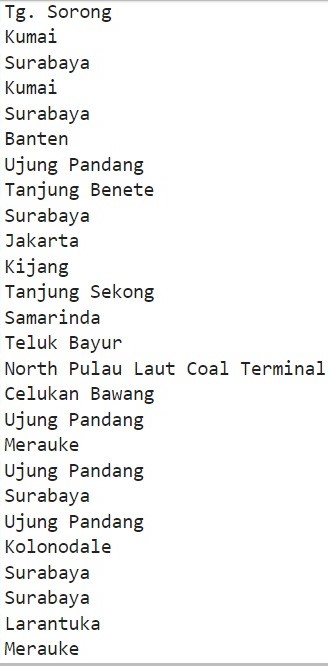 Tg. Sorong
Kumai
Surabaya
Kumai
Surabaya
Banten
Ujung Pandang
Tanjung Benete
Surabaya
Jakarta
Kijang
Tanjung Sekong
Samarinda
Teluk Bayur
North Pulau Laut Coal Terminal
Celukan Bawang
Ujung Pandang
Merauke
Ujung Pandang
Surabaya
Ujung Pandang
Kolonodale
Surabaya
Surabaya
Larantuka
Merauke